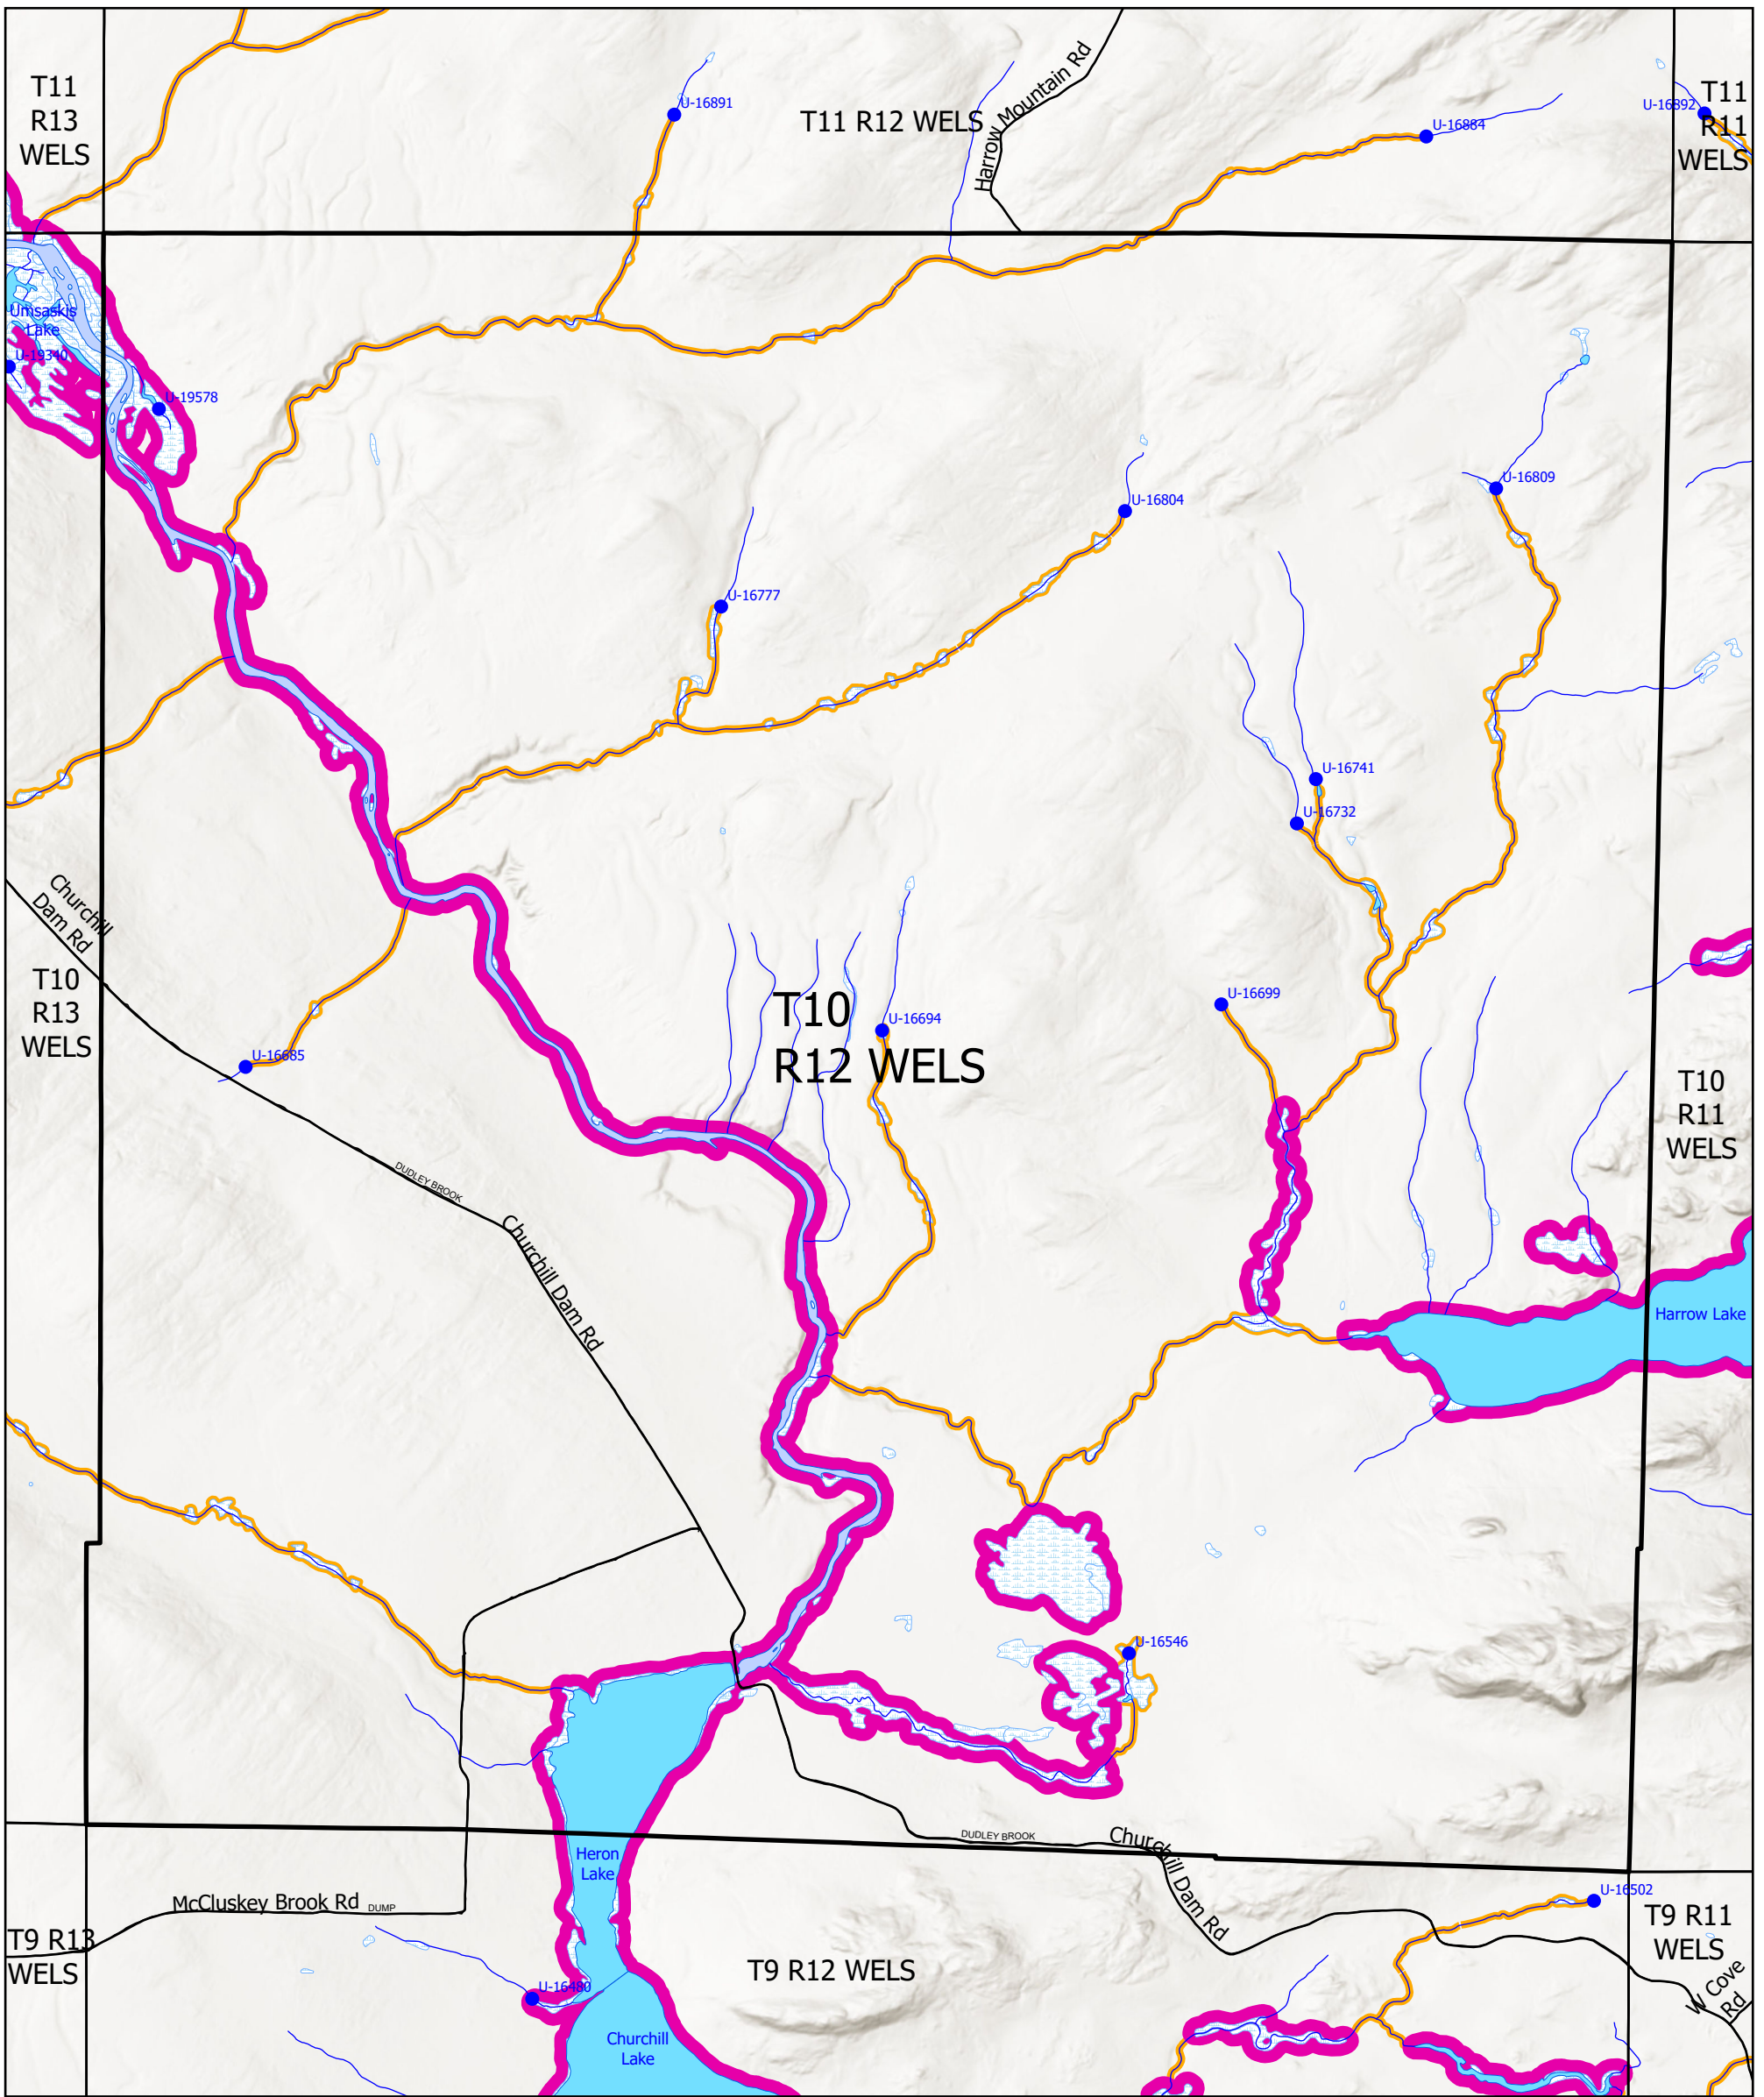 T11
R13
WELS
U-16891
T11 R12 WELS
Harrow Mountain Rd
U-16884
U-16892
T11
R11
WELS
Umsaskis
Lake
U-19340
U-19578
U-16809
U-16804
U-16777
U-16741
U-16732
Churchill
Dam Rd
T10
R13
WELS
U-16685
T10
R12 WELS
U-16694
U-16699
T10
R11
WELS
DUDLEY BROOK
Churchill Dam Rd
Harrow Lake
U-16546
Heron
Lake
DUDLEY BROOK
Churchill Dam Rd
McCluskey Brook Rd
DUMP
U-16502
T9 R13
WELS
T9 R12 WELS
T9 R11
WELS
U-16480
W Cove
Rd
Churchill
Lake